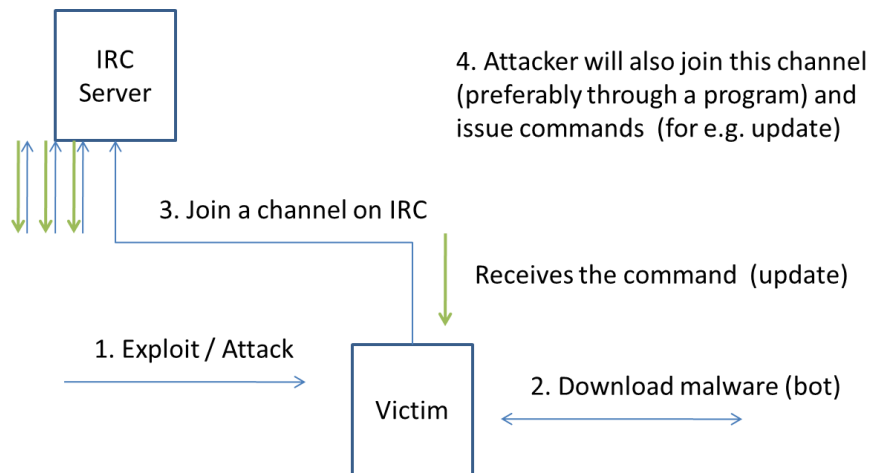 IRC
Server
4. Attacker will also join this channel
(preferably through a program) and
issue commands  (for e.g. update)
3. Join a channel on IRC
Receives the command  (update)
1. Exploit / Attack
2. Download malware (bot)
Victim